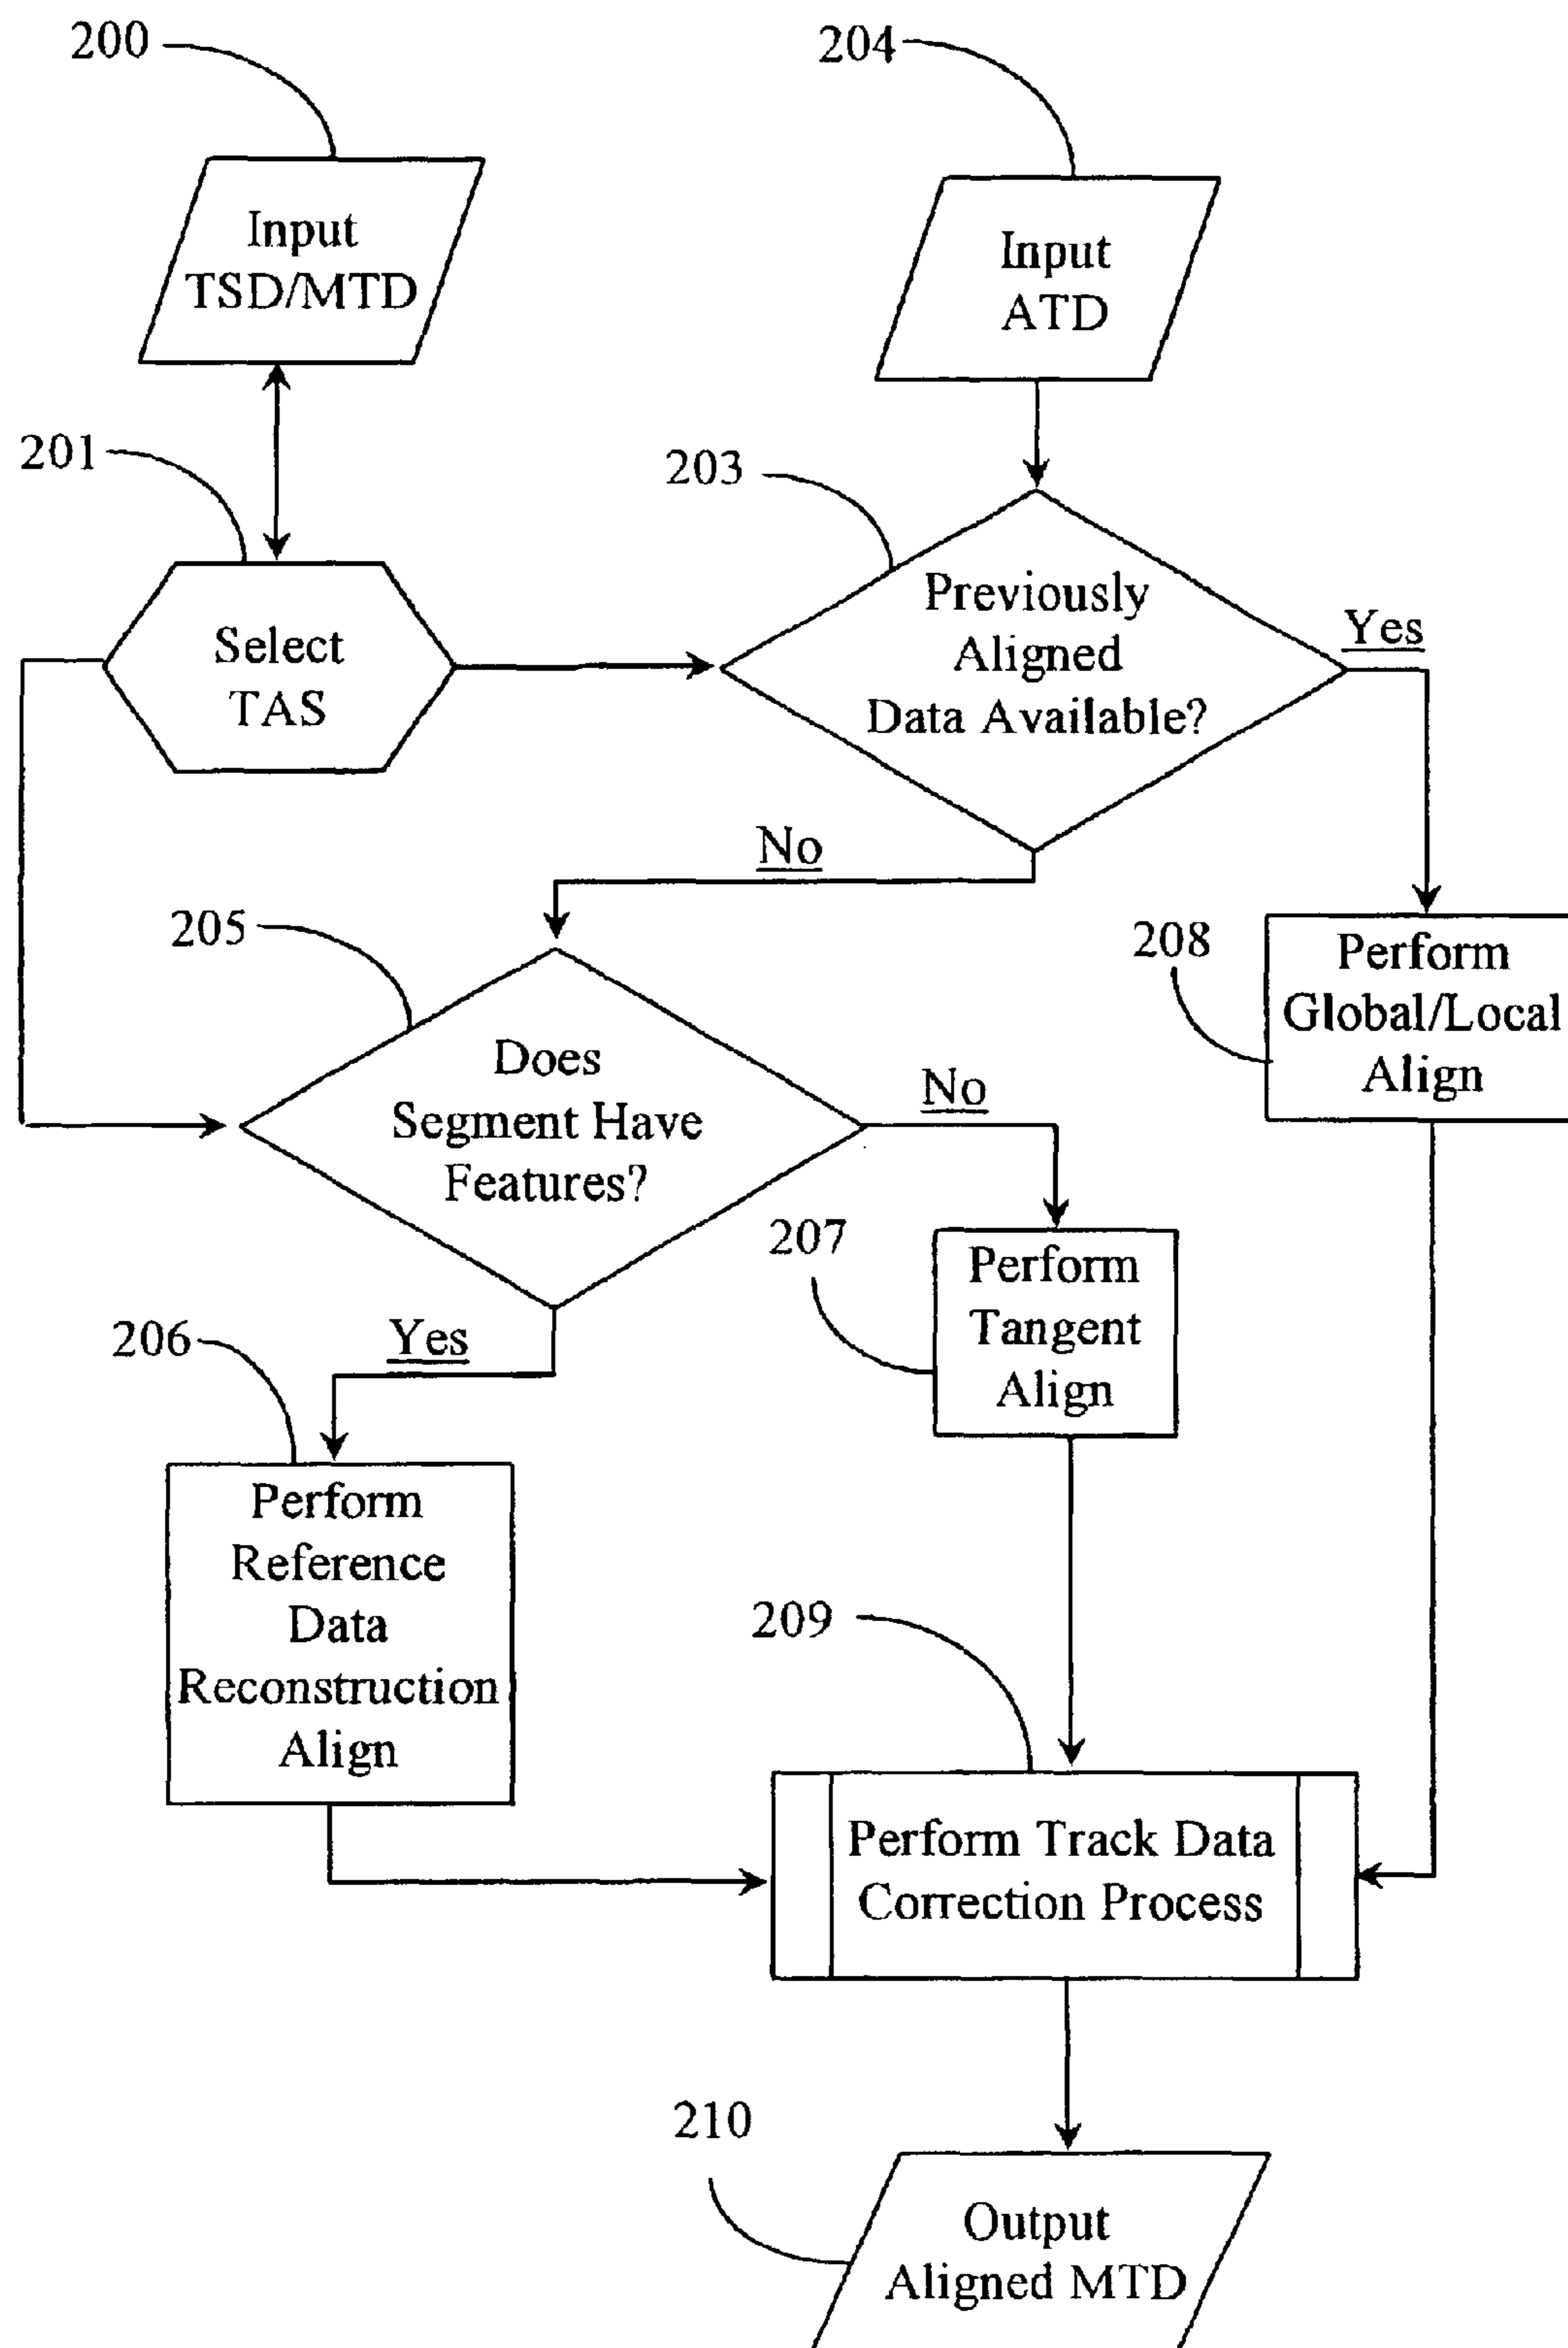 200
204
Input
TSD/MTD
Input
ATD
201
203
Select
TAS
Previously
Aligned
Data Available?
Yes
No
205
208
Perform
Global/Local
Align
Does
Segment Have
Features?
No
207
Perform
Tangent
Align
206
Yes
Perform
Reference
Data
Reconstruction
Align
209
Perform Track Data
Correction Process
210
Output
Aligned MTD